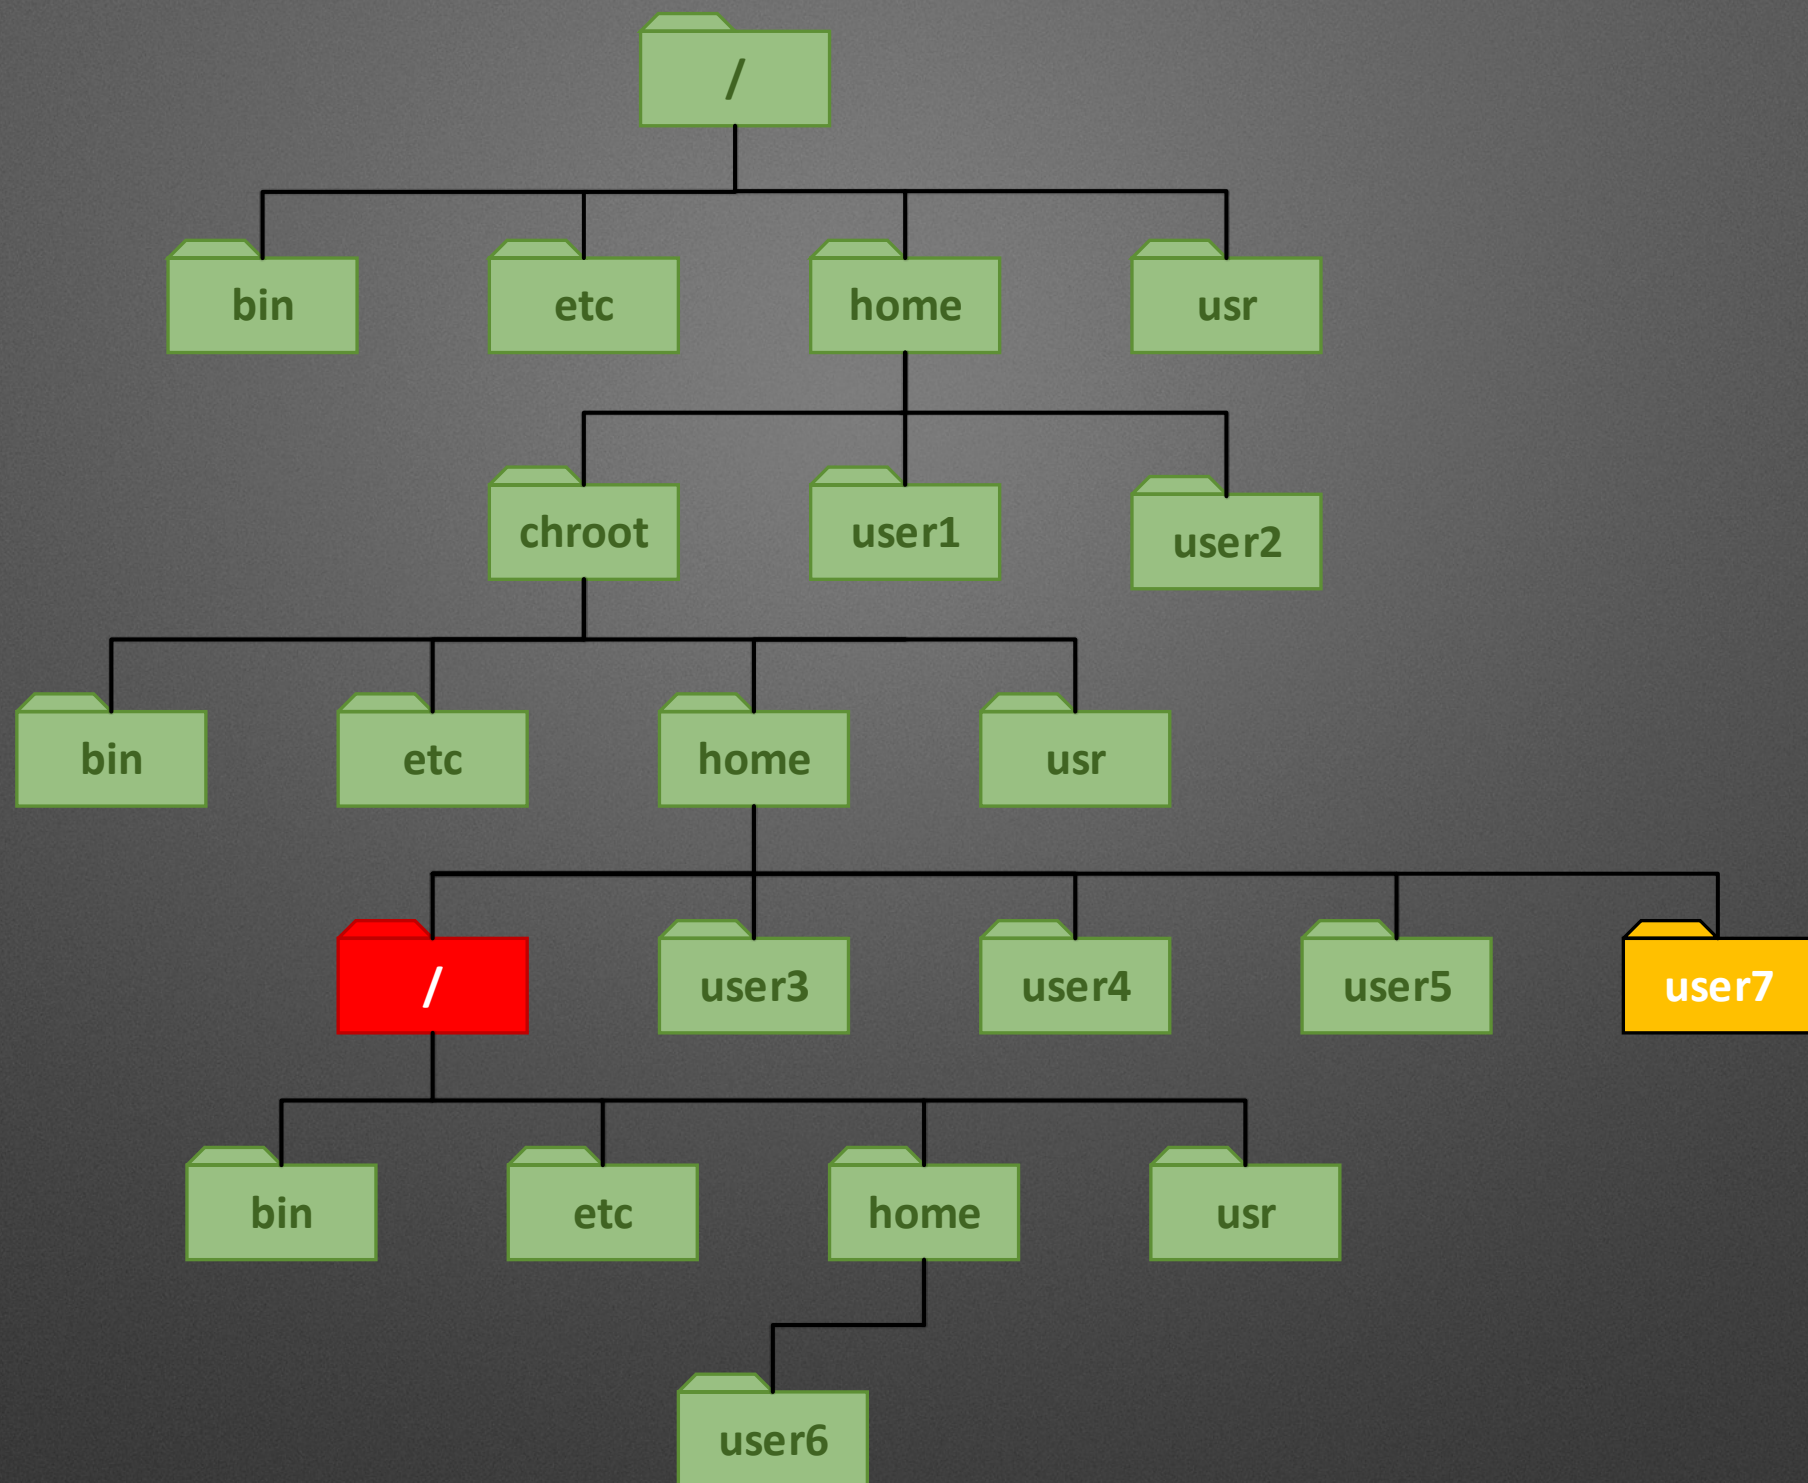 /
bin
etc
home
usr
chroot
user1
user2
bin
etc
home
usr
/
user3
user4
user5
user7
bin
etc
home
usr
user6